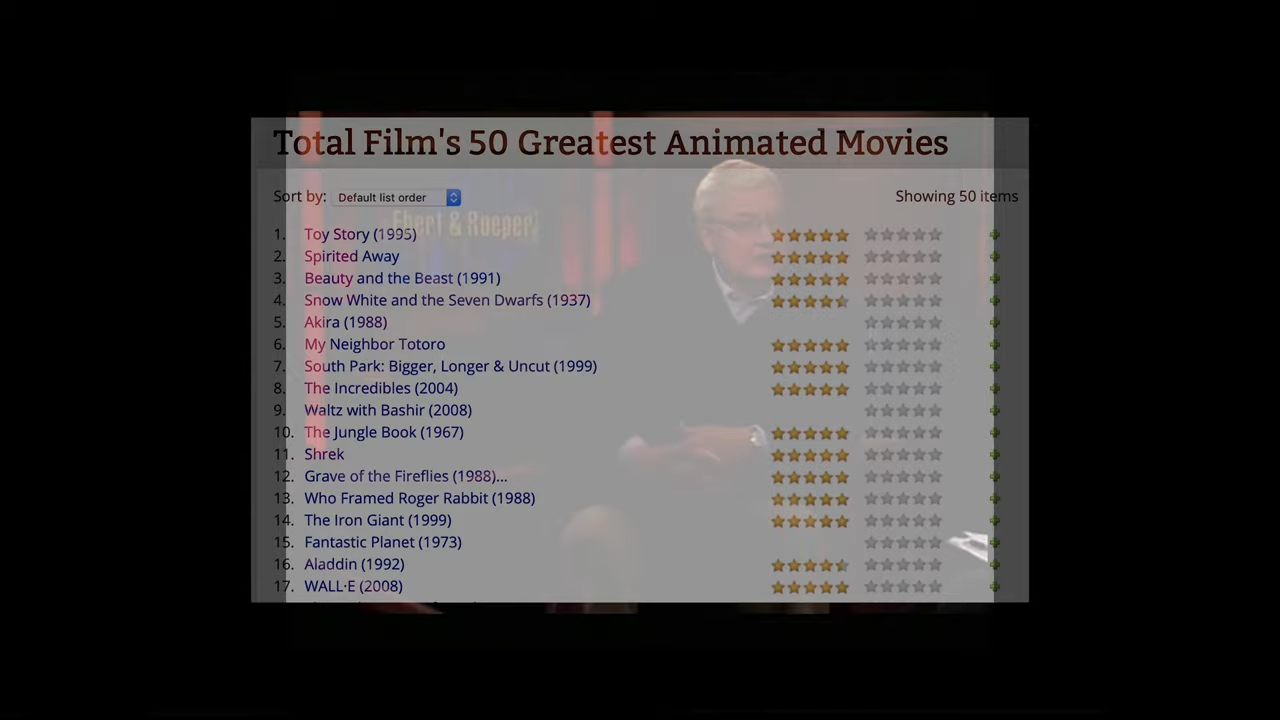 Total Film's 50 Greatest Animated Movies
Sort by: Default list order Showing 50 items
Ebert & Roeper
1. Toy Story (1995)
2. Spirited Away
3. Beauty and the Beast (1991)
4. Snow White and the Seven Dwarfs (1937)
5. Akira (1988)
6. My Neighbor Totoro
7. South Park: Bigger, Longer & Uncut (1999)
8. The Incredibles (2004)
9. Waltz with Bashir (2008)
10. The Jungle Book (1967)
11. Shrek
12. Grave of the Fireflies (1988)...
13. Who Framed Roger Rabbit (1988)
14. The Iron Giant (1999)
15. Fantastic Planet (1973)
16. Aladdin (1992)
17. WALL·E (2008)